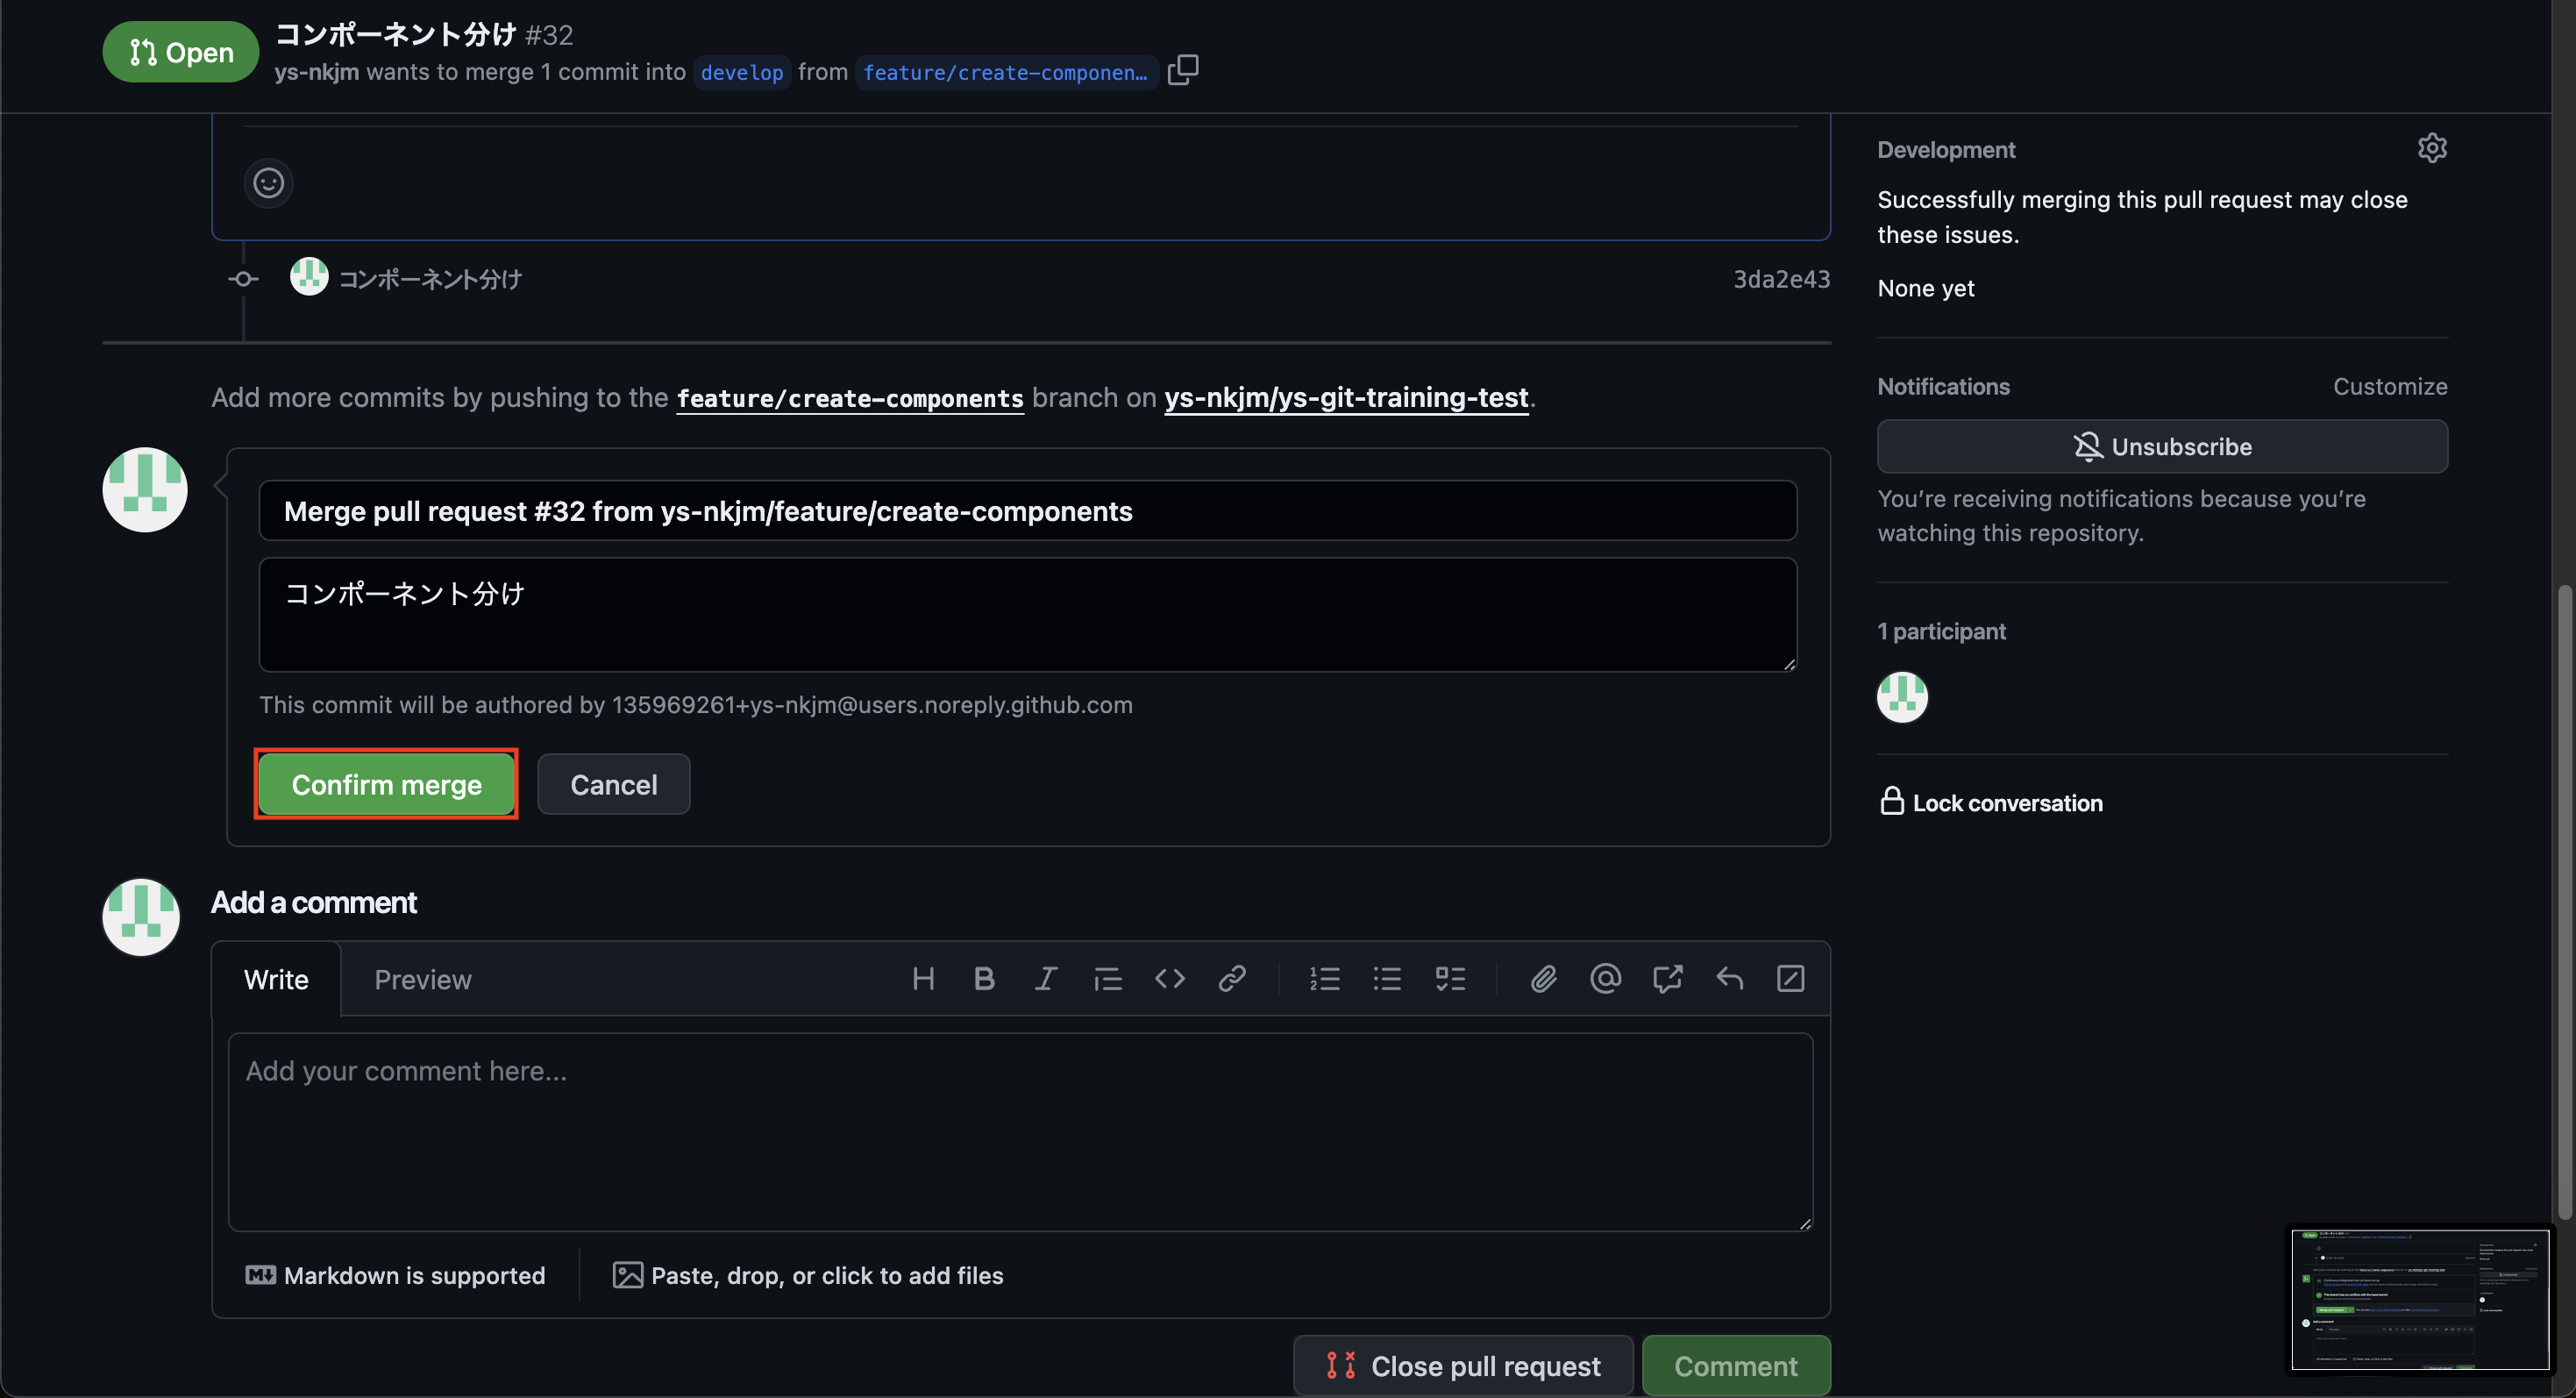 Open
コンポーネント分け #32
ys-nkjm wants to merge 1 commit into develop from feature/create-componen…
コンポーネント分け 3da2e43
Add more commits by pushing to the feature/create-components branch on ys-nkjm/ys-git-training-test.
Merge pull request #32 from ys-nkjm/feature/create-components
コンポーネント分け
This commit will be authored by 135969261+ys-nkjm@users.noreply.github.com
Confirm merge Cancel
Add a comment
Write Preview
Add your comment here...
Markdown is supported Paste, drop, or click to add files
Close pull request Comment
Development
Successfully merging this pull request may close
these issues.
None yet
Notifications Customize
Unsubscribe
You’re receiving notifications because you’re
watching this repository.
1 participant
Lock conversation